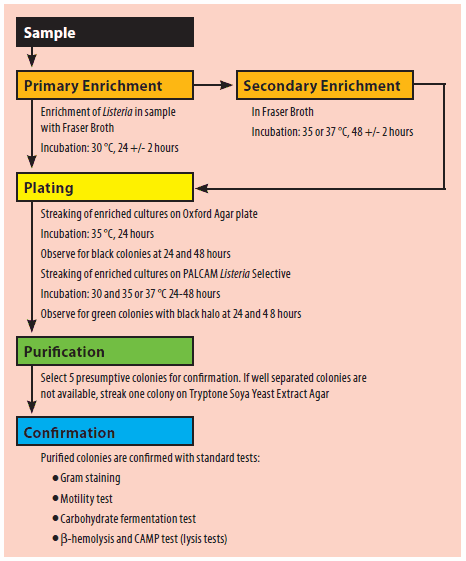 Sample
Primary Enrichment
Enrichment of Listeria in sample
with Fraser Broth
Incubation: 30 °C, 24 +/- 2 hours
Secondary Enrichment
In Fraser Broth
Incubation: 35 or 37 °C, 48 +/- 2 hours
Plating
Streaking of enriched cultures on Oxford Agar plate
Incubation: 35 °C, 24 hours
Observe for black colonies at 24 and 48 hours
Streaking of enriched cultures on PALCAM Listeria Selective
Incubation: 30 and 35 or 37 °C 24-48 hours
Observe for green colonies with black halo at 24 and 4 8 hours
Purification
Select 5 presumptive colonies for confirmation. If well separated colonies are
not available, streak one colony on Tryptone Soya Yeast Extract Agar
Confirmation
Purified colonies are confirmed with standard tests:
● Gram staining
● Motility test
● Carbohydrate fermentation test
● β-hemolysis and CAMP test (lysis tests)